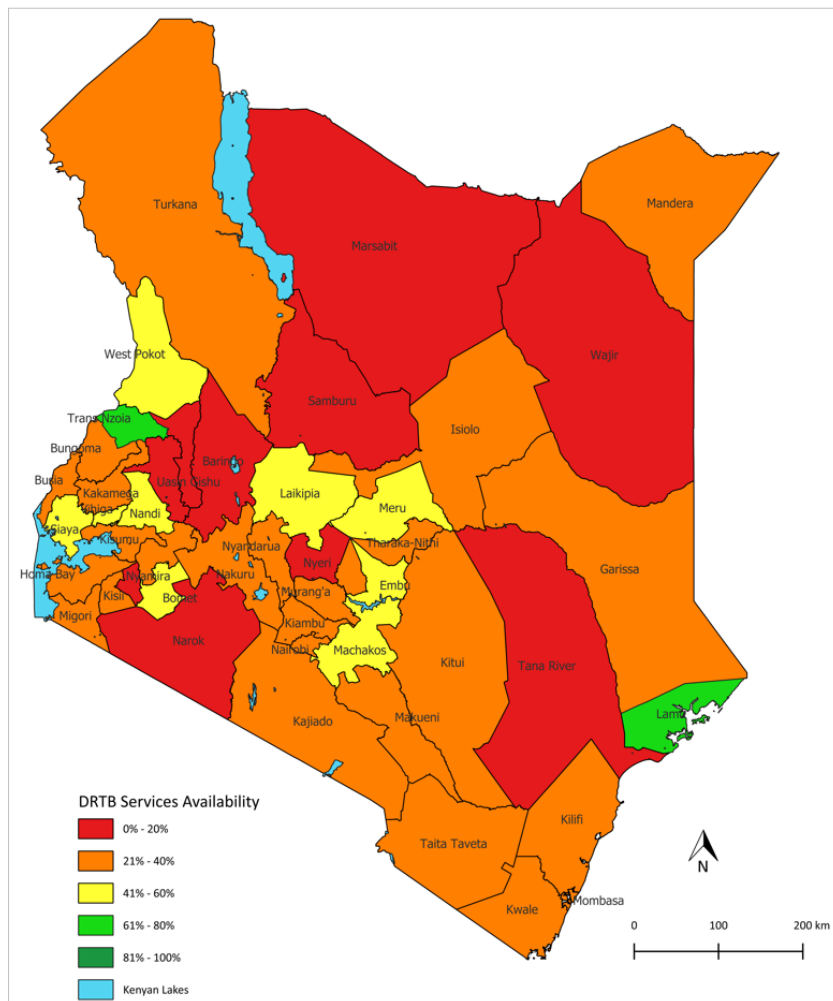 Turkana
Mandera
Marsabit
Wajir
West Pokot
Samburu
Trans Nzoia
Isiolo
Bungoma
Baringo
Uasin Gishu
Busia
Kakamega
Laikipia
Vihiga
Nandi
Meru
Siaya
Kisumu
Nyandarua
Tharaka-Nithi
Nyeri
Garissa
Homa Bay
Nyamira
Nakuru
Embu
Kisii
Bomet
Murang'a
Migori
Kiambu
Narok
Nairobi
Machakos
Kitui
Tana River
Lamu
Kajiado
Makueni
DRTB Services Availability
0% - 20%
21% - 40%
41% - 60%
61% - 80%
81% - 100%
Kenyan Lakes
Kilifi
Taita Taveta
Mombasa
Kwale
N
0 100 200 km